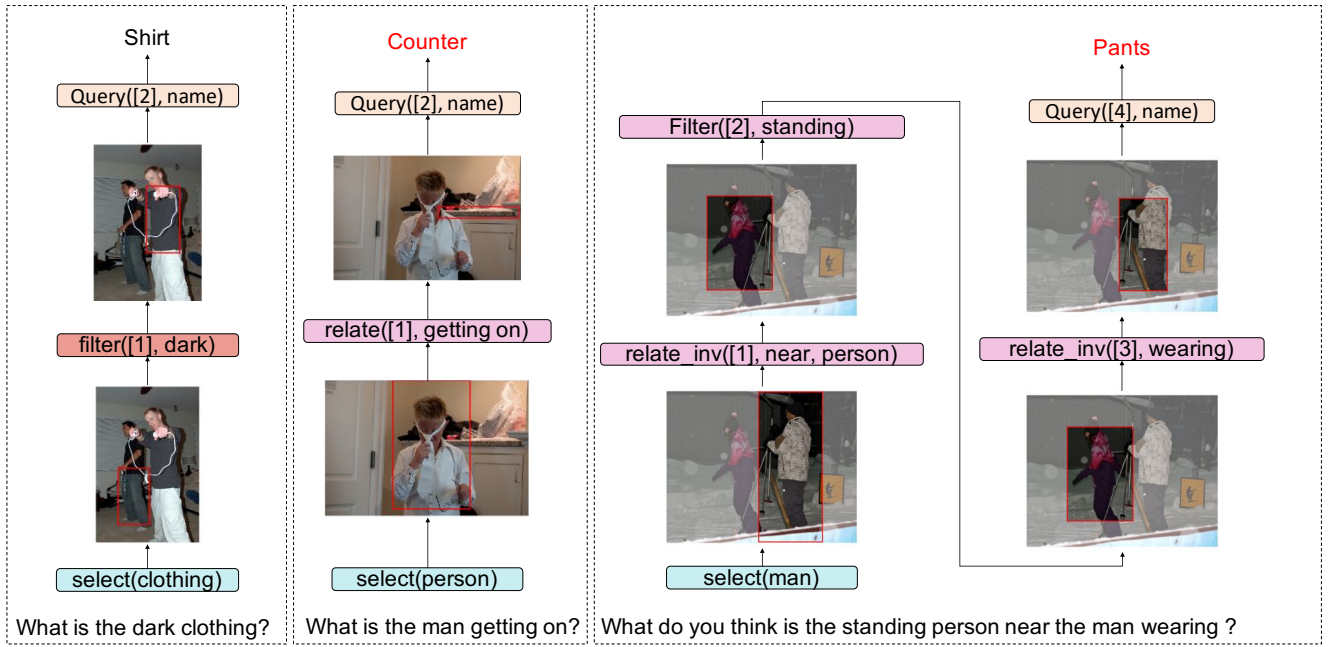 Shirt
Query([2], name)
filter([1], dark)
select(clothing)
What is the dark clothing?
Counter
Query([2], name)
relate([1], getting on)
select(person)
What is the man getting on?
Filter([2], standing)
relate_inv([1], near, person)
select(man)
Pants
Query([4], name)
relate_inv([3], wearing)
What do you think is the standing person near the man wearing ?